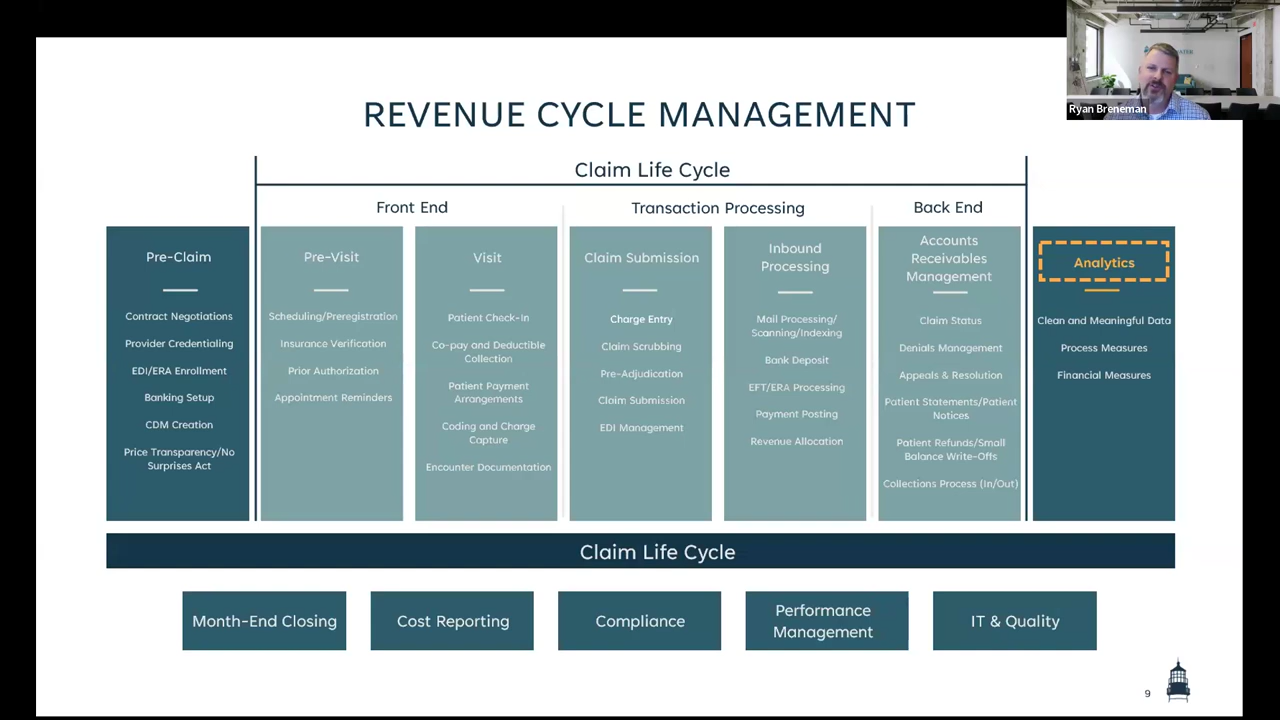 Ryan Breneman
REVENUE CYCLE MANAGEMENT
Claim Life Cycle
Front End
Transaction Processing
Back End
Pre-Claim
Contract Negotiations
Provider Credentialing
EDI/ERA Enrollment
Banking Setup
CDM Creation
Price Transparency/No
Surprises Act
Pre-Visit
Scheduling/Preregistration
Insurance Verification
Prior Authorization
Appointment Reminders
Visit
Patient Check-In
Co-pay and Deductible
Collection
Patient Payment
Arrangements
Coding and Charge
Capture
Encounter Documentation
Claim Submission
Charge Entry
Claim Scrubbing
Pre-Adjudication
Claim Submission
EDI Management
Inbound
Processing
Mail Processing/
Scanning/Indexing
Bank Deposit
EFT/ERA Processing
Payment Posting
Revenue Allocation
Accounts
Receivables
Management
Claim Status
Denials Management
Appeals & Resolution
Patient Statements/Patient
Notices
Patient Refunds/Small
Balance Write-Offs
Collections Process (In/Out)
Analytics
Clean and Meaningful Data
Process Measures
Financial Measures
Claim Life Cycle
Month-End Closing
Cost Reporting
Compliance
Performance
Management
IT & Quality
9